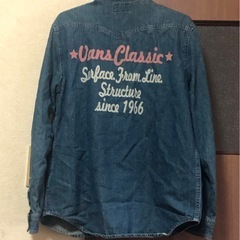 ★Vans Classic★
Surface From Line
Structure
since 1966